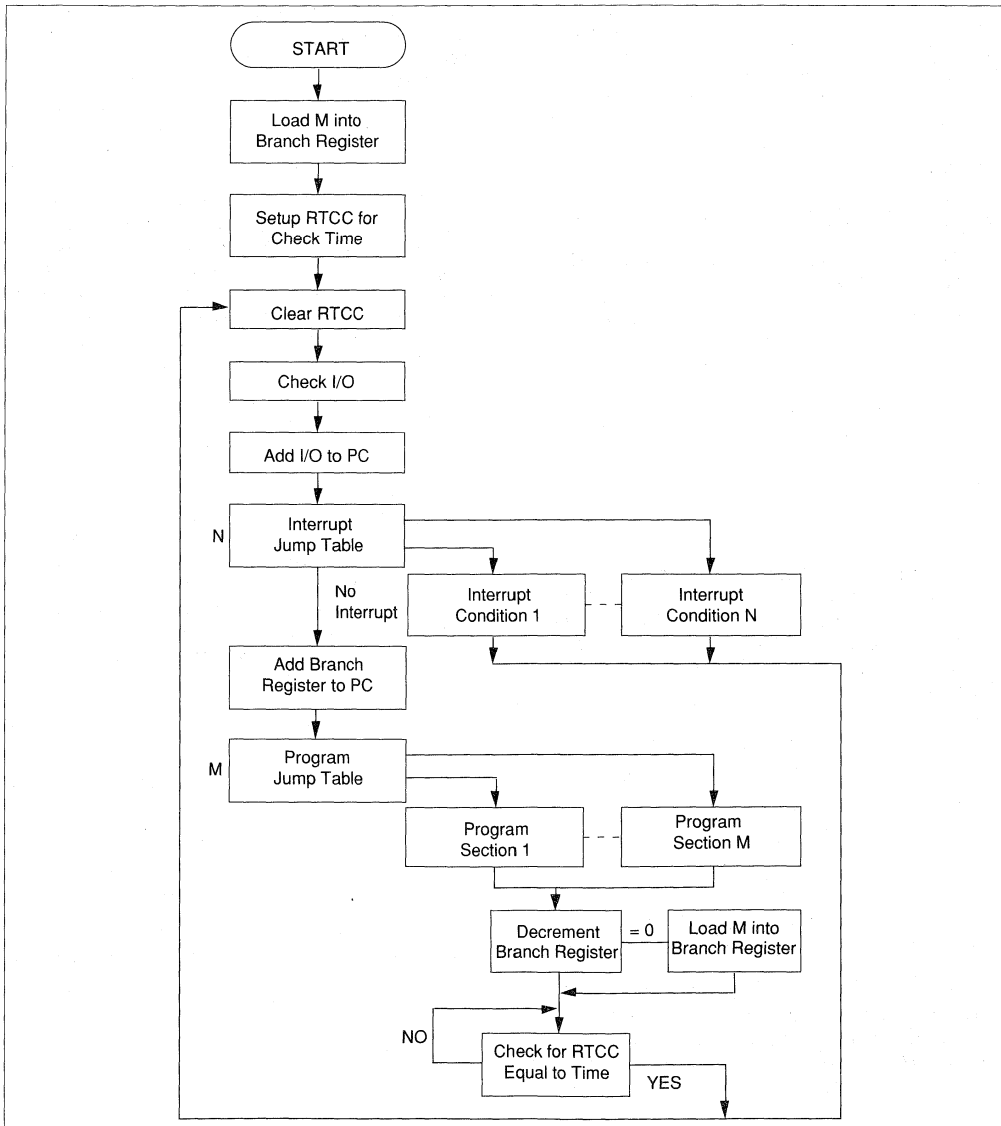 START
Load M into
Branch Register
Setup RTCC for
Check Time
Clear RTCC
Check I/O
Add I/O to PC
N
Interrupt
Jump Table
No
Interrupt
Interrupt
Condition 1
Interrupt
Condition N
Add Branch
Register to PC
M
Program
Jump Table
Program
Section 1
Program
Section M
Decrement
Branch Register
= 0
Load M into
Branch Register
NO
Check for RTCC
Equal to Time
YES